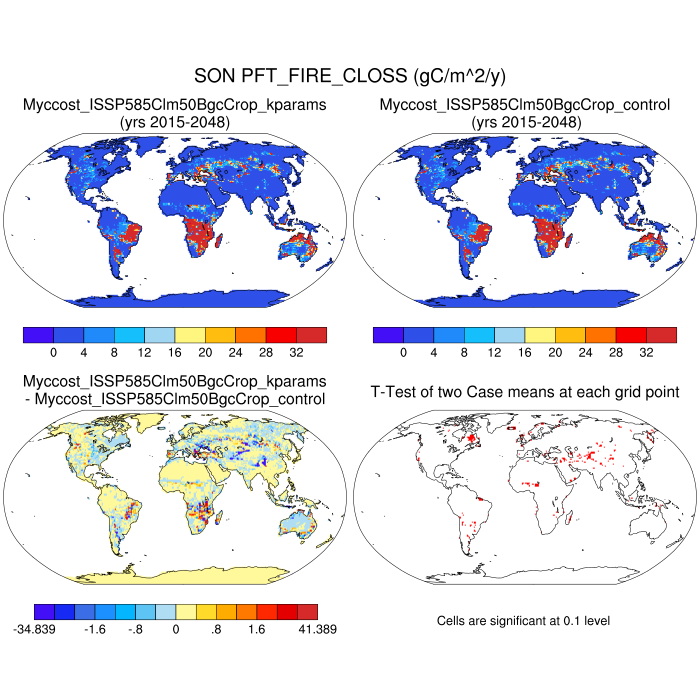 SON PFT_FIRE_CLOSS (gC/m^2/y)
Myccost_ISSP585Clm50BgcCrop_kparams
(yrs 2015-2048)
Myccost_ISSP585Clm50BgcCrop_control
(yrs 2015-2048)
0 4 8 12 16 20 24 28 32
0 4 8 12 16 20 24 28 32
Myccost_ISSP585Clm50BgcCrop_kparams
- Myccost_ISSP585Clm50BgcCrop_control
T-Test of two Case means at each grid point
-34.839 -1.6 -.8 0 .8 1.6 41.389
Cells are significant at 0.1 level